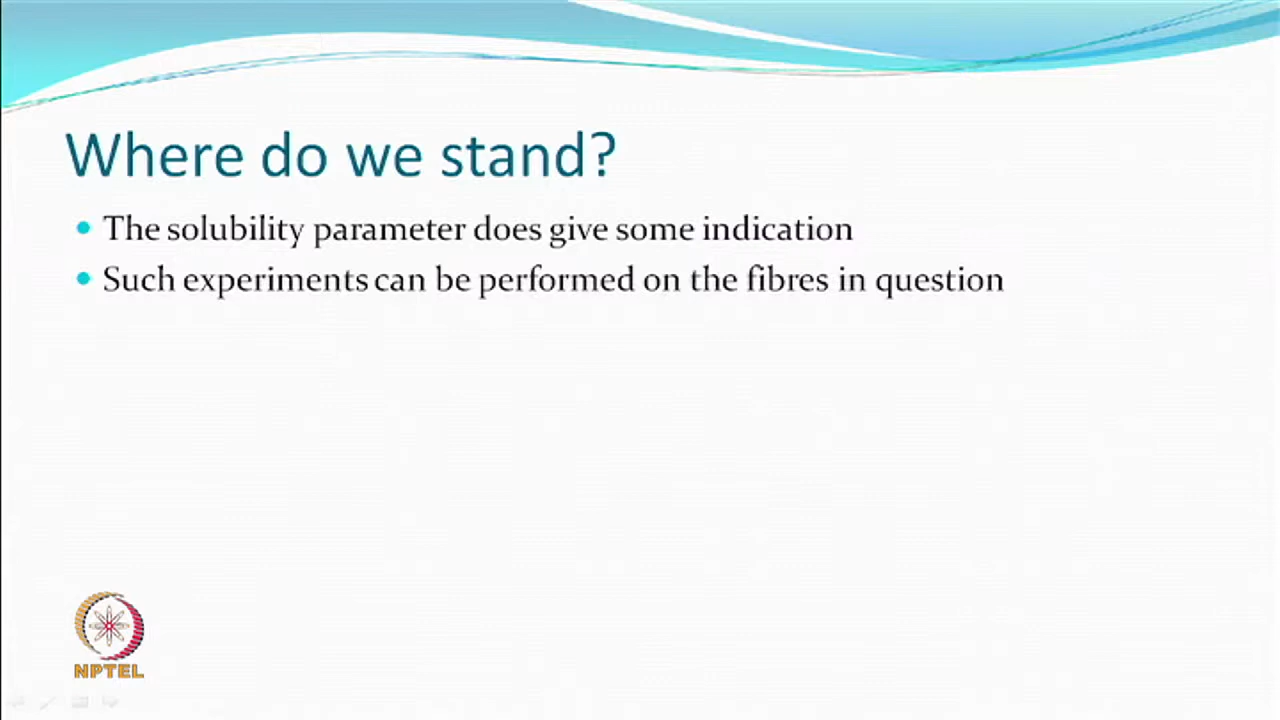 Where do we stand?
The solubility parameter does give some indication
Such experiments can be performed on the fibres in question
NPTEL